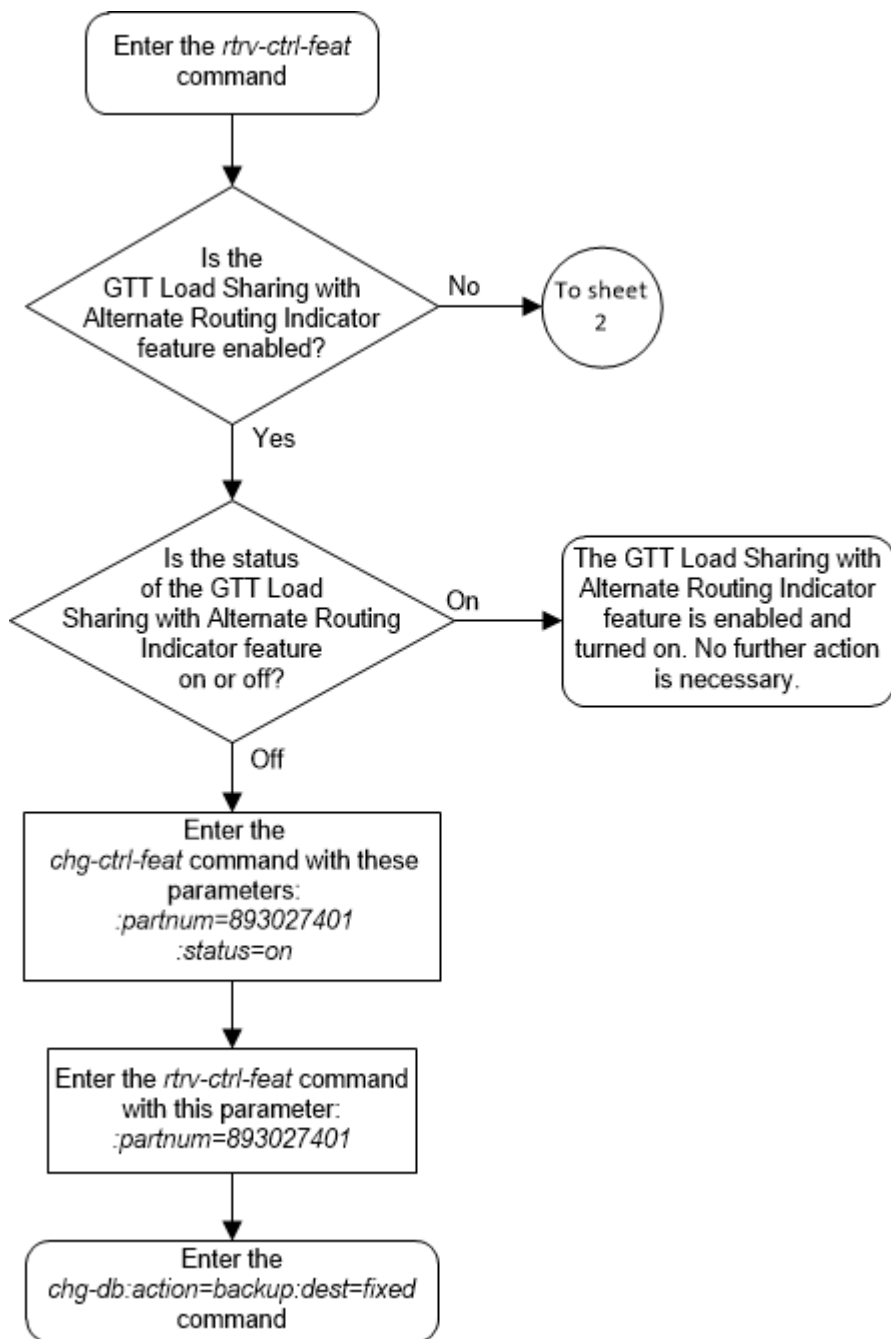 Enter the rtrv-ctrl-feat
command
Is the
GTT Load Sharing with
Alternate Routing Indicator
feature enabled?
No
To sheet
2
Yes
Is the status
of the GTT Load
Sharing with Alternate Routing
Indicator feature
on or off?
On
The GTT Load Sharing with
Alternate Routing Indicator
feature is enabled and
turned on. No further action
is necessary.
Off
Enter the
chg-ctrl-feat command with these
parameters:
:partnum=893027401
:status=on
Enter the rtrv-ctrl-feat command
with this parameter:
:partnum=893027401
Enter the
chg-db:action=backup:dest=fixed
command